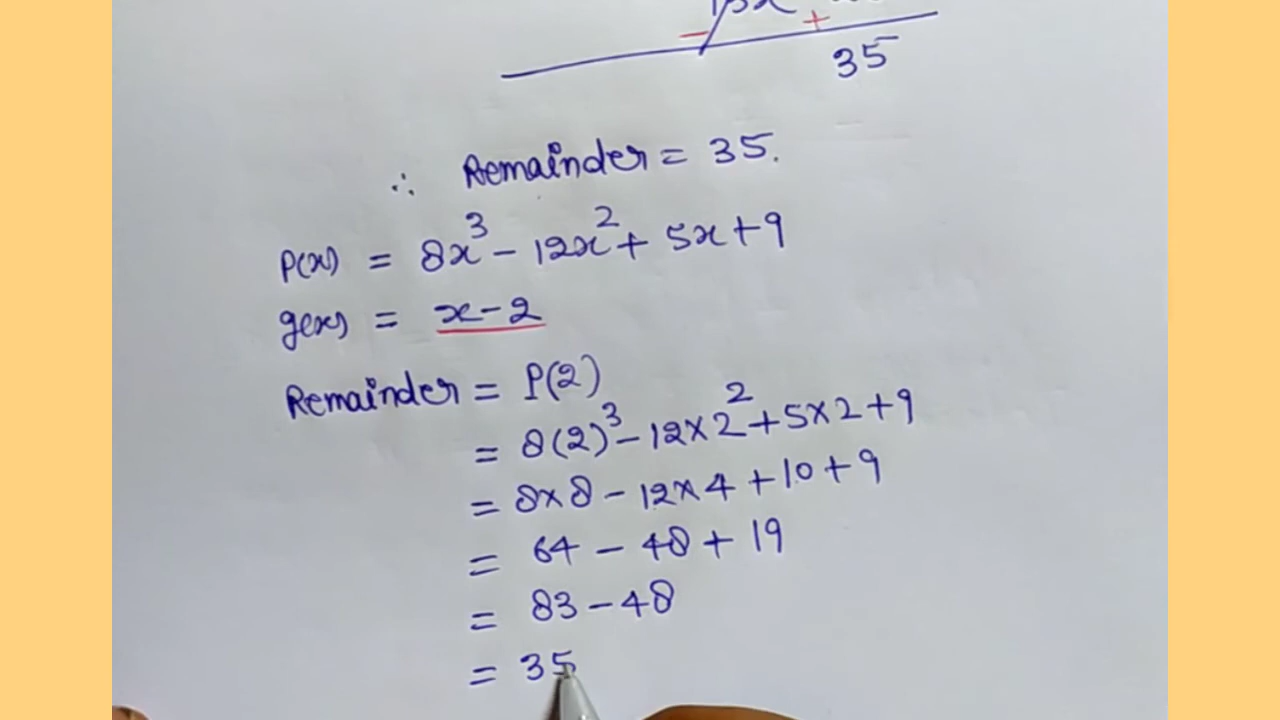 35
∴ Remainder = 35.
P(x) = 8x³ - 12x² + 5x + 9
g(x) = x - 2
Remainder = P(2)
= 8(2)³ - 12 × 2² + 5 × 2 + 9
= 8 × 8 - 12 × 4 + 10 + 9
= 64 - 48 + 19
= 83 - 48
= 35